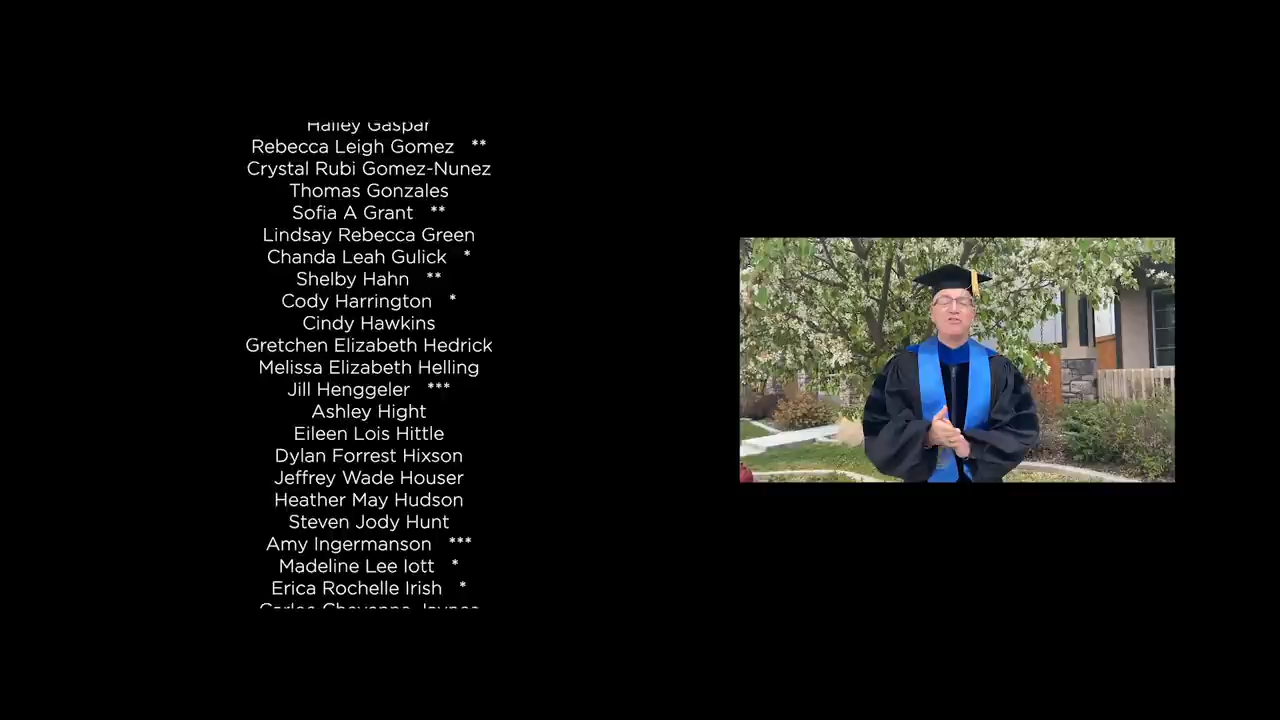 Hailey Gaspar
Rebecca Leigh Gomez **
Crystal Rubi Gomez-Nunez
Thomas Gonzales
Sofia A Grant **
Lindsay Rebecca Green
Chanda Leah Gulick *
Shelby Hahn **
Cody Harrington *
Cindy Hawkins
Gretchen Elizabeth Hedrick
Melissa Elizabeth Helling
Jill Henggeler ***
Ashley Hight
Eileen Lois Hittle
Dylan Forrest Hixson
Jeffrey Wade Houser
Heather May Hudson
Steven Jody Hunt
Amy Ingermanson ***
Madeline Lee Iott *
Erica Rochelle Irish *